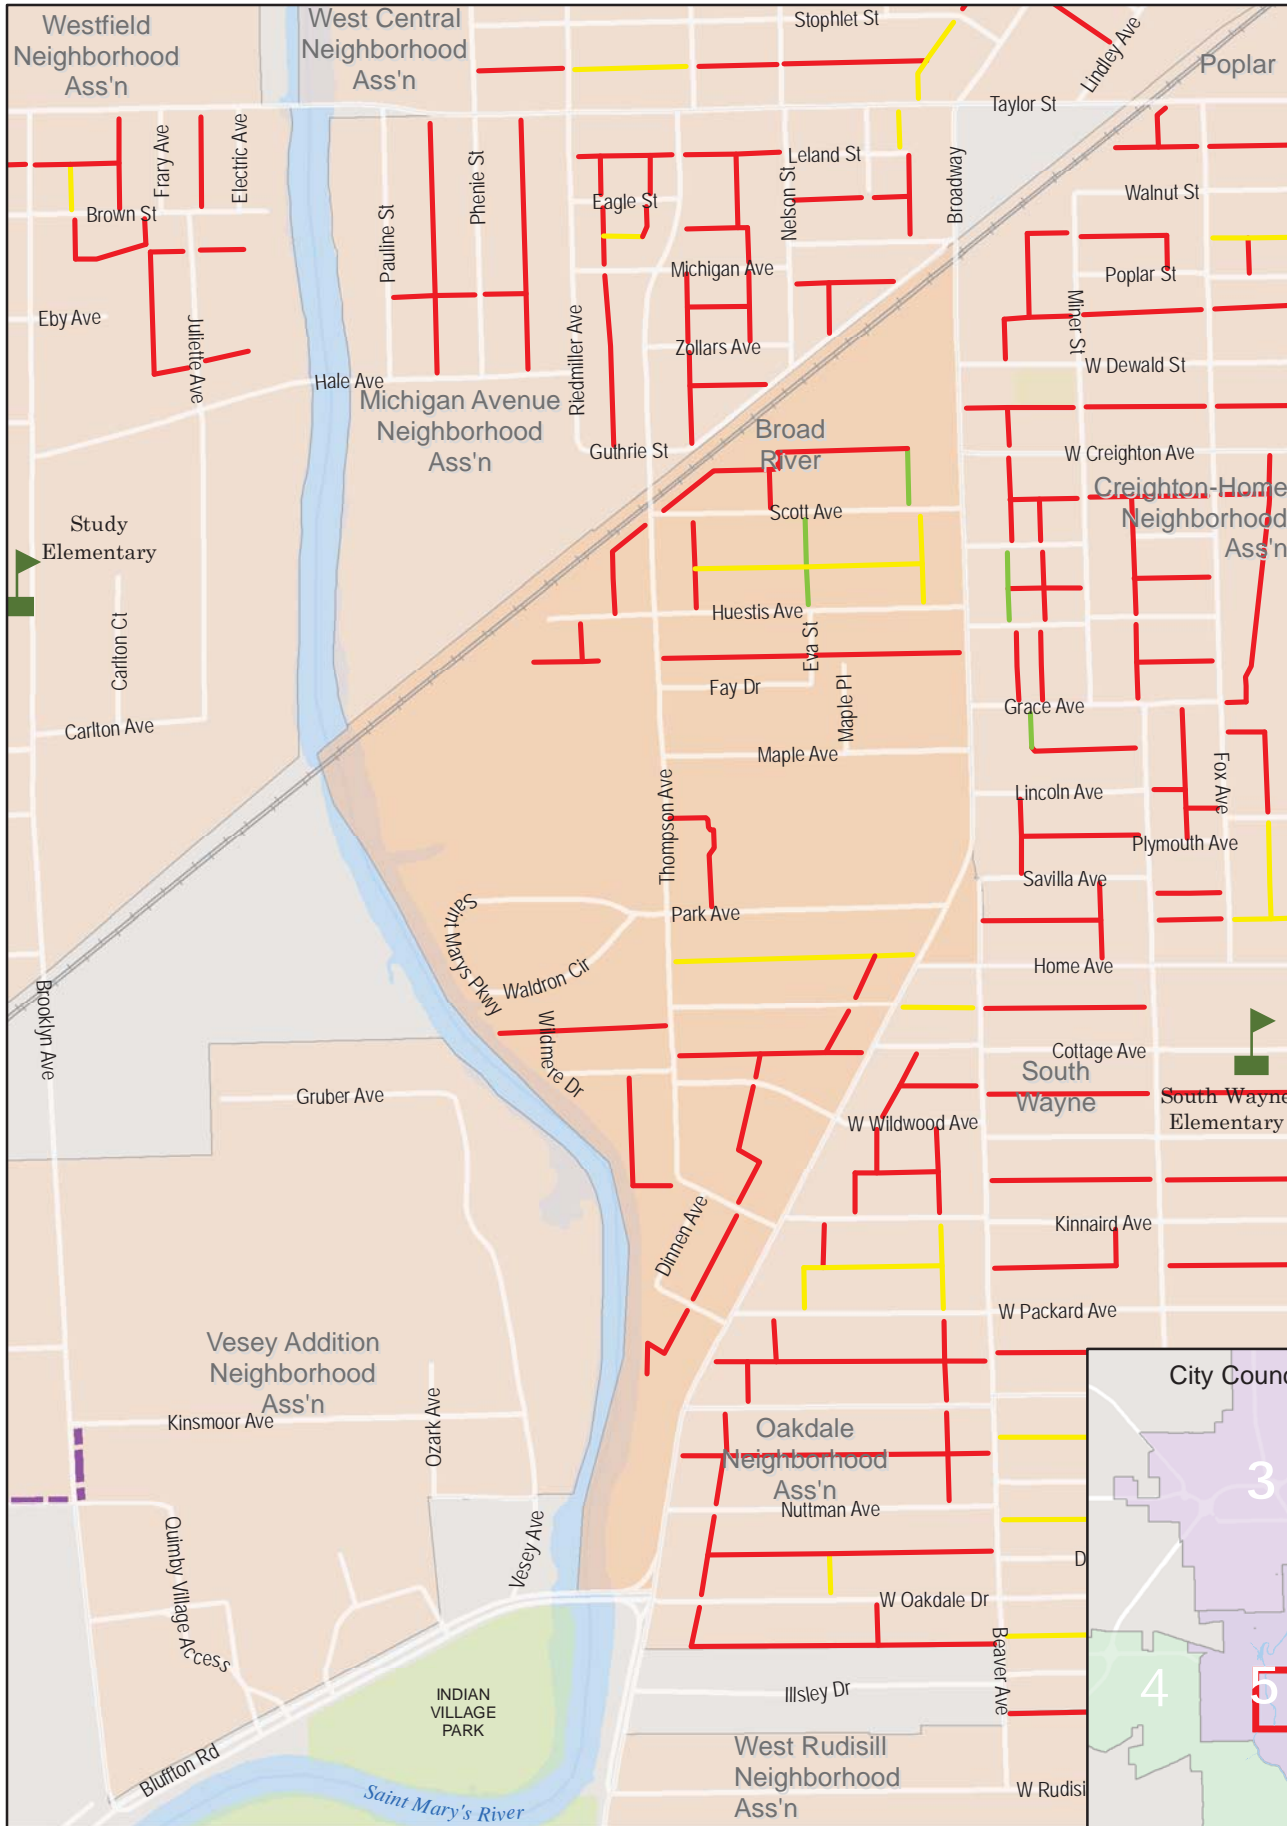 Westfield
Neighborhood
Ass'n
West Central
Neighborhood
Ass'n
Stophlet St
Lindley Ave
Poplar
Taylor St
Frary Ave
Electric Ave
Brown St
Pauline St
Phenie St
Leland St
Eagle St
Nelson St
Broadway
Walnut St
Michigan Ave
Poplar St
Eby Ave
Juliette Ave
Hale Ave
Riedmiller Ave
Zollars Ave
Miner St
W Dewald St
Michigan Avenue
Neighborhood
Ass'n
Guthrie St
Broad
River
W Creighton Ave
Creighton-Home
Neighborhood
Ass'n
Study
Elementary
Scott Ave
Carlton Ct
Huestis Ave
Eva St
Fay Dr
Maple Pl
Grace Ave
Carlton Ave
Maple Ave
Fox Ave
Thompson Ave
Lincoln Ave
Plymouth Ave
Savilla Ave
Saint Marys Pkwy
Park Ave
Home Ave
Waldron Cir
Brooklyn Ave
Wildmere Dr
Cottage Ave
South
Wayne
South Wayne
Elementary
Gruber Ave
W Wildwood Ave
Dinnen Ave
Kinnaird Ave
W Packard Ave
Vesey Addition
Neighborhood
Ass'n
City Counc
Kinsmoor Ave
Ozark Ave
Oakdale
Neighborhood
Ass'n
3
Nuttman Ave
Quimby Village Access
Vesey Ave
D
W Oakdale Dr
Beaver Ave
4
5
Illsley Dr
INDIAN
VILLAGE
PARK
Bluffton Rd
West Rudisill
Neighborhood
Ass'n
W Rudisi
Saint Mary's River